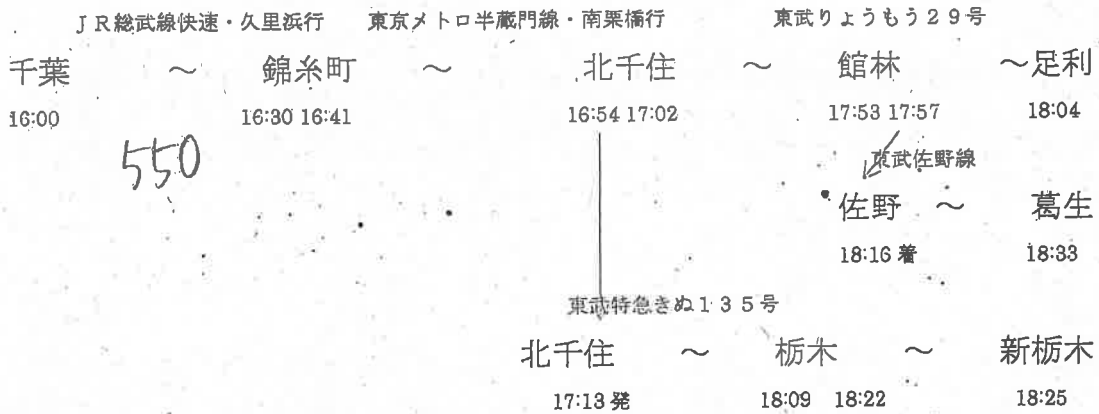 ＪＲ総武線快速・久里浜行　東京メトロ半蔵門線・南栗橋行　東武りょうもう２９号
千葉　～　錦糸町　～　北千住　～　館林　～足利
16:00　16:30 16:41　16:54 17:02　17:53 17:57　18:04
550
東武佐野線
佐野　～　葛生
18:16 着　18:33
東武特急きぬ１３５号
北千住　～　栃木　～　新栃木
17:13 発　18:09　18:22　18:25